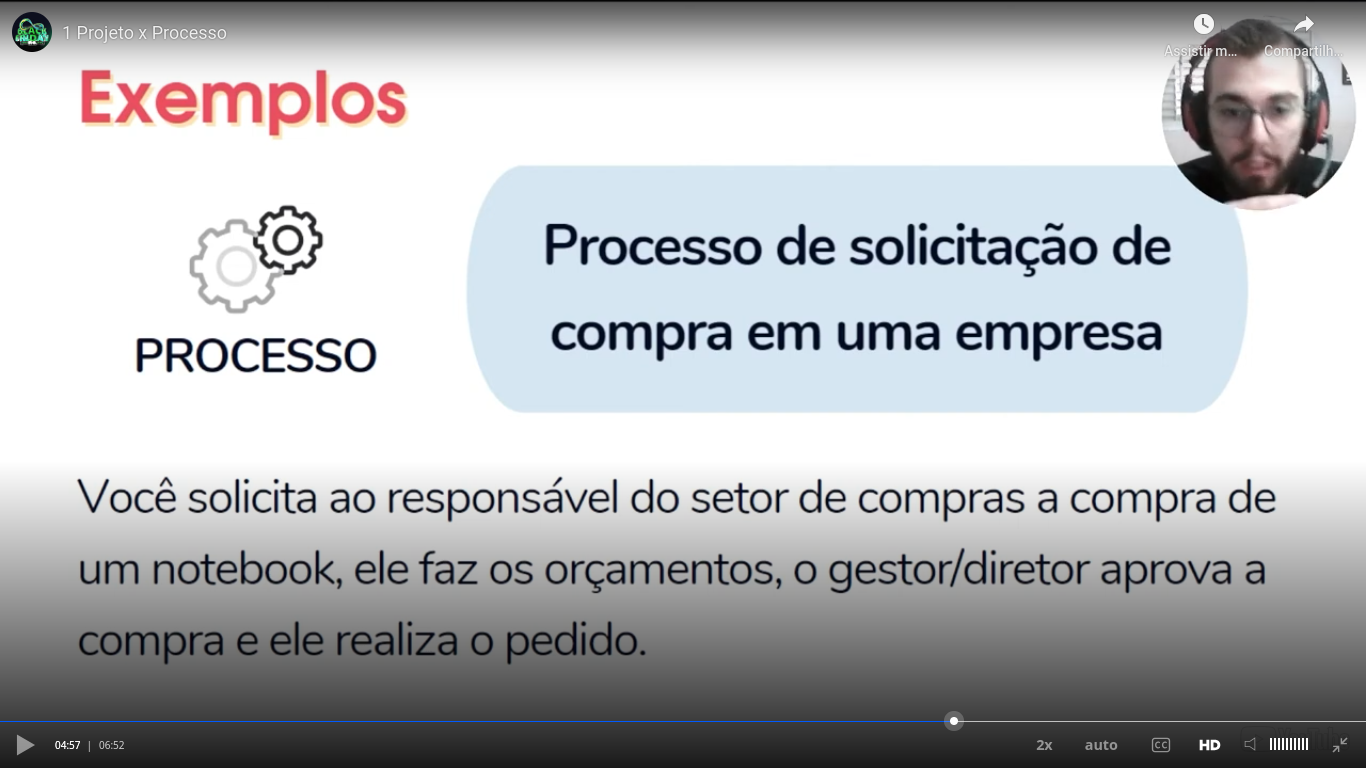 1 Projeto x Processo
Assistir m...
Compartilh...
Exemplos
Processo de solicitação de
compra em uma empresa
PROCESSO
Você solicita ao responsável do setor de compras a compra de
um notebook, ele faz os orçamentos, o gestor/diretor aprova a
compra e ele realiza o pedido.
04:57 | 06:52
2x auto CC HD